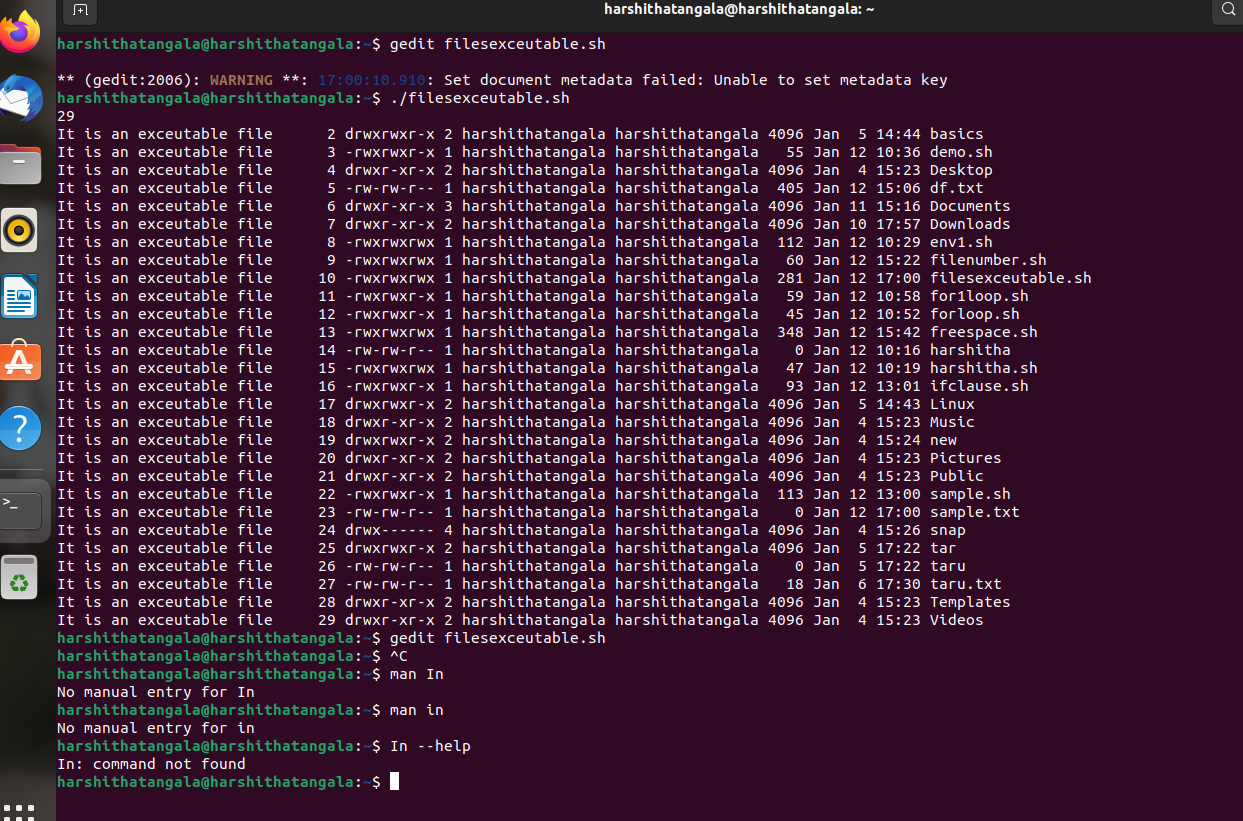 harshithatangala@harshithatangala: ~
harshithatangala@harshithatangala:~$ gedit filesexceutable.sh
** (gedit:2006): WARNING **: 17:00:10.910: Set document metadata failed: Unable to set metadata key
harshithatangala@harshithatangala:~$ ./filesexceutable.sh
29
It is an exceutable file     2 drwxrwxr-x 2 harshithatangala harshithatangala 4096 Jan  5 14:44 basics
It is an exceutable file     3 -rwxrwxr-x 1 harshithatangala harshithatangala   55 Jan 12 10:36 demo.sh
It is an exceutable file     4 drwxr-xr-x 2 harshithatangala harshithatangala 4096 Jan  4 15:23 Desktop
It is an exceutable file     5 -rw-rw-r-- 1 harshithatangala harshithatangala  405 Jan 12 15:06 df.txt
It is an exceutable file     6 drwxr-xr-x 3 harshithatangala harshithatangala 4096 Jan 11 15:16 Documents
It is an exceutable file     7 drwxr-xr-x 2 harshithatangala harshithatangala 4096 Jan 10 17:57 Downloads
It is an exceutable file     8 -rwxrwxrwx 1 harshithatangala harshithatangala  112 Jan 12 10:29 env1.sh
It is an exceutable file     9 -rwxrwxrwx 1 harshithatangala harshithatangala   60 Jan 12 15:22 filenumber.sh
It is an exceutable file    10 -rwxrwxrwx 1 harshithatangala harshithatangala  281 Jan 12 17:00 filesexceutable.sh
It is an exceutable file    11 -rwxrwxr-x 1 harshithatangala harshithatangala   59 Jan 12 10:58 for1loop.sh
It is an exceutable file    12 -rwxrwxr-x 1 harshithatangala harshithatangala   45 Jan 12 10:52 forloop.sh
It is an exceutable file    13 -rwxrwxrwx 1 harshithatangala harshithatangala  348 Jan 12 15:42 freespace.sh
It is an exceutable file    14 -rw-rw-r-- 1 harshithatangala harshithatangala    0 Jan 12 10:16 harshitha
It is an exceutable file    15 -rwxrwxrwx 1 harshithatangala harshithatangala   47 Jan 12 10:19 harshitha.sh
It is an exceutable file    16 -rwxrwxr-x 1 harshithatangala harshithatangala   93 Jan 12 13:01 ifclause.sh
It is an exceutable file    17 drwxrwxr-x 2 harshithatangala harshithatangala 4096 Jan  5 14:43 Linux
It is an exceutable file    18 drwxr-xr-x 2 harshithatangala harshithatangala 4096 Jan  4 15:23 Music
It is an exceutable file    19 drwxrwxr-x 2 harshithatangala harshithatangala 4096 Jan  4 15:24 new
It is an exceutable file    20 drwxr-xr-x 2 harshithatangala harshithatangala 4096 Jan  4 15:23 Pictures
It is an exceutable file    21 drwxr-xr-x 2 harshithatangala harshithatangala 4096 Jan  4 15:23 Public
It is an exceutable file    22 -rwxrwxr-x 1 harshithatangala harshithatangala  113 Jan 12 13:00 sample.sh
It is an exceutable file    23 -rw-rw-r-- 1 harshithatangala harshithatangala    0 Jan 12 17:00 sample.txt
It is an exceutable file    24 drwx------ 4 harshithatangala harshithatangala 4096 Jan  4 15:26 snap
It is an exceutable file    25 drwxrwxr-x 2 harshithatangala harshithatangala 4096 Jan  5 17:22 tar
It is an exceutable file    26 -rw-rw-r-- 1 harshithatangala harshithatangala    0 Jan  5 17:22 taru
It is an exceutable file    27 -rw-rw-r-- 1 harshithatangala harshithatangala   18 Jan  6 17:30 taru.txt
It is an exceutable file    28 drwxr-xr-x 2 harshithatangala harshithatangala 4096 Jan  4 15:23 Templates
It is an exceutable file    29 drwxr-xr-x 2 harshithatangala harshithatangala 4096 Jan  4 15:23 Videos
harshithatangala@harshithatangala:~$ gedit filesexceutable.sh
harshithatangala@harshithatangala:~$ ^C
harshithatangala@harshithatangala:~$ man In
No manual entry for In
harshithatangala@harshithatangala:~$ man in
No manual entry for in
harshithatangala@harshithatangala:~$ In --help
In: command not found
harshithatangala@harshithatangala:~$